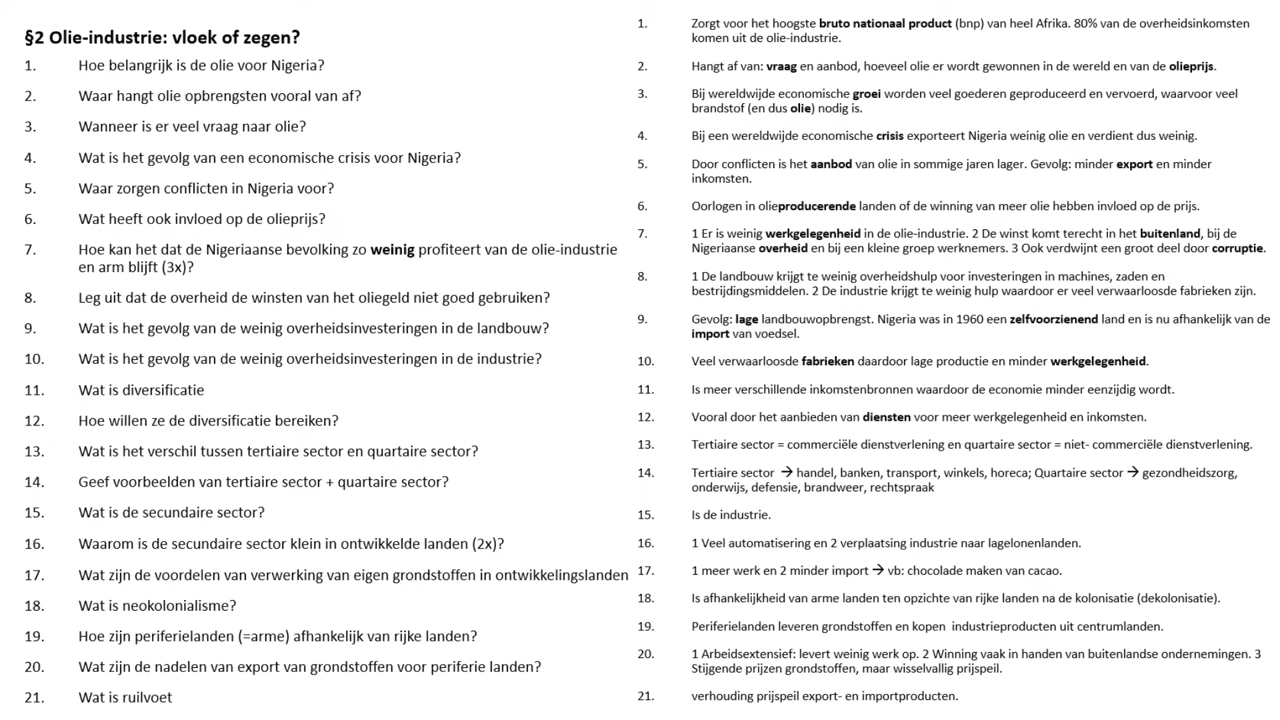 §2 Olie-industrie: vloek of zegen?
1. Hoe belangrijk is de olie voor Nigeria?
2. Waar hangt olie opbrengsten vooral van af?
3. Wanneer is er veel vraag naar olie?
4. Wat is het gevolg van een economische crisis voor Nigeria?
5. Waar zorgen conflicten in Nigeria voor?
6. Wat heeft ook invloed op de olieprijs?
7. Hoe kan het dat de Nigeriaanse bevolking zo weinig profiteert van de olie-industrie
en arm blijft (3x)?
8. Leg uit dat de overheid de winsten van het oliegeld niet goed gebruiken?
9. Wat is het gevolg van de weinig overheidsinvesteringen in de landbouw?
10. Wat is het gevolg van de weinig overheidsinvesteringen in de industrie?
11. Wat is diversificatie
12. Hoe willen ze de diversificatie bereiken?
13. Wat is het verschil tussen tertiaire sector en quartaire sector?
14. Geef voorbeelden van tertiaire sector + quartaire sector?
15. Wat is de secundaire sector?
16. Waarom is de secundaire sector klein in ontwikkelde landen (2x)?
17. Wat zijn de voordelen van verwerking van eigen grondstoffen in ontwikkelingslanden
18. Wat is neokolonialisme?
19. Hoe zijn periferielanden (=arme) afhankelijk van rijke landen?
20. Wat zijn de nadelen van export van grondstoffen voor periferie landen?
21. Wat is ruilvoet
1. Zorgt voor het hoogste bruto nationaal product (bnp) van heel Afrika. 80% van de overheidsinkomsten
komen uit de olie-industrie.
2. Hangt af van: vraag en aanbod, hoeveel olie er wordt gewonnen in de wereld en van de olieprijs.
3. Bij wereldwijde economische groei worden veel goederen geproduceerd en vervoerd, waarvoor veel
brandstof (en dus olie) nodig is.
4. Bij een wereldwijde economische crisis exporteert Nigeria weinig olie en verdient dus weinig.
5. Door conflicten is het aanbod van olie in sommige jaren lager. Gevolg: minder export en minder
inkomsten.
6. Oorlogen in olieproducerende landen of de winning van meer olie hebben invloed op de prijs.
7. 1 Er is weinig werkgelegenheid in de olie-industrie. 2 De winst komt terecht in het buitenland, bij de
Nigeriaanse overheid en bij een kleine groep werknemers. 3 Ook verdwijnt een groot deel door corruptie.
8. 1 De landbouw krijgt te weinig overheidshulp voor investeringen in machines, zaden en
bestrijdingsmiddelen. 2 De industrie krijgt te weinig hulp waardoor er veel verwaarloosde fabrieken zijn.
9. Gevolg: lage landbouwopbrengst. Nigeria was in 1960 een zelfvoorzienend land en is nu afhankelijk van de
import van voedsel.
10. Veel verwaarloosde fabrieken daardoor lage productie en minder werkgelegenheid.
11. Is meer verschillende inkomstenbronnen waardoor de economie minder eenzijdig wordt.
12. Vooral door het aanbieden van diensten voor meer werkgelegenheid en inkomsten.
13. Tertiaire sector = commerciële dienstverlening en quartaire sector = niet- commerciële dienstverlening.
14. Tertiaire sector → handel, banken, transport, winkels, horeca; Quartaire sector → gezondheidszorg,
onderwijs, defensie, brandweer, rechtspraak
15. Is de industrie.
16. 1 Veel automatisering en 2 verplaatsing industrie naar lagelonenlanden.
17. 1 meer werk en 2 minder import → vb: chocolade maken van cacao.
18. Is afhankelijkheid van arme landen ten opzichte van rijke landen na de kolonisatie (dekolonisatie).
19. Periferielanden leveren grondstoffen en kopen industrieproducten uit centrumlanden.
20. 1 Arbeidsextensief: levert weinig werk op. 2 Winning vaak in handen van buitenlandse ondernemingen. 3
Stijgende prijzen grondstoffen, maar wisselvallig prijspeil.
21. verhouding prijspeil export- en importproducten.